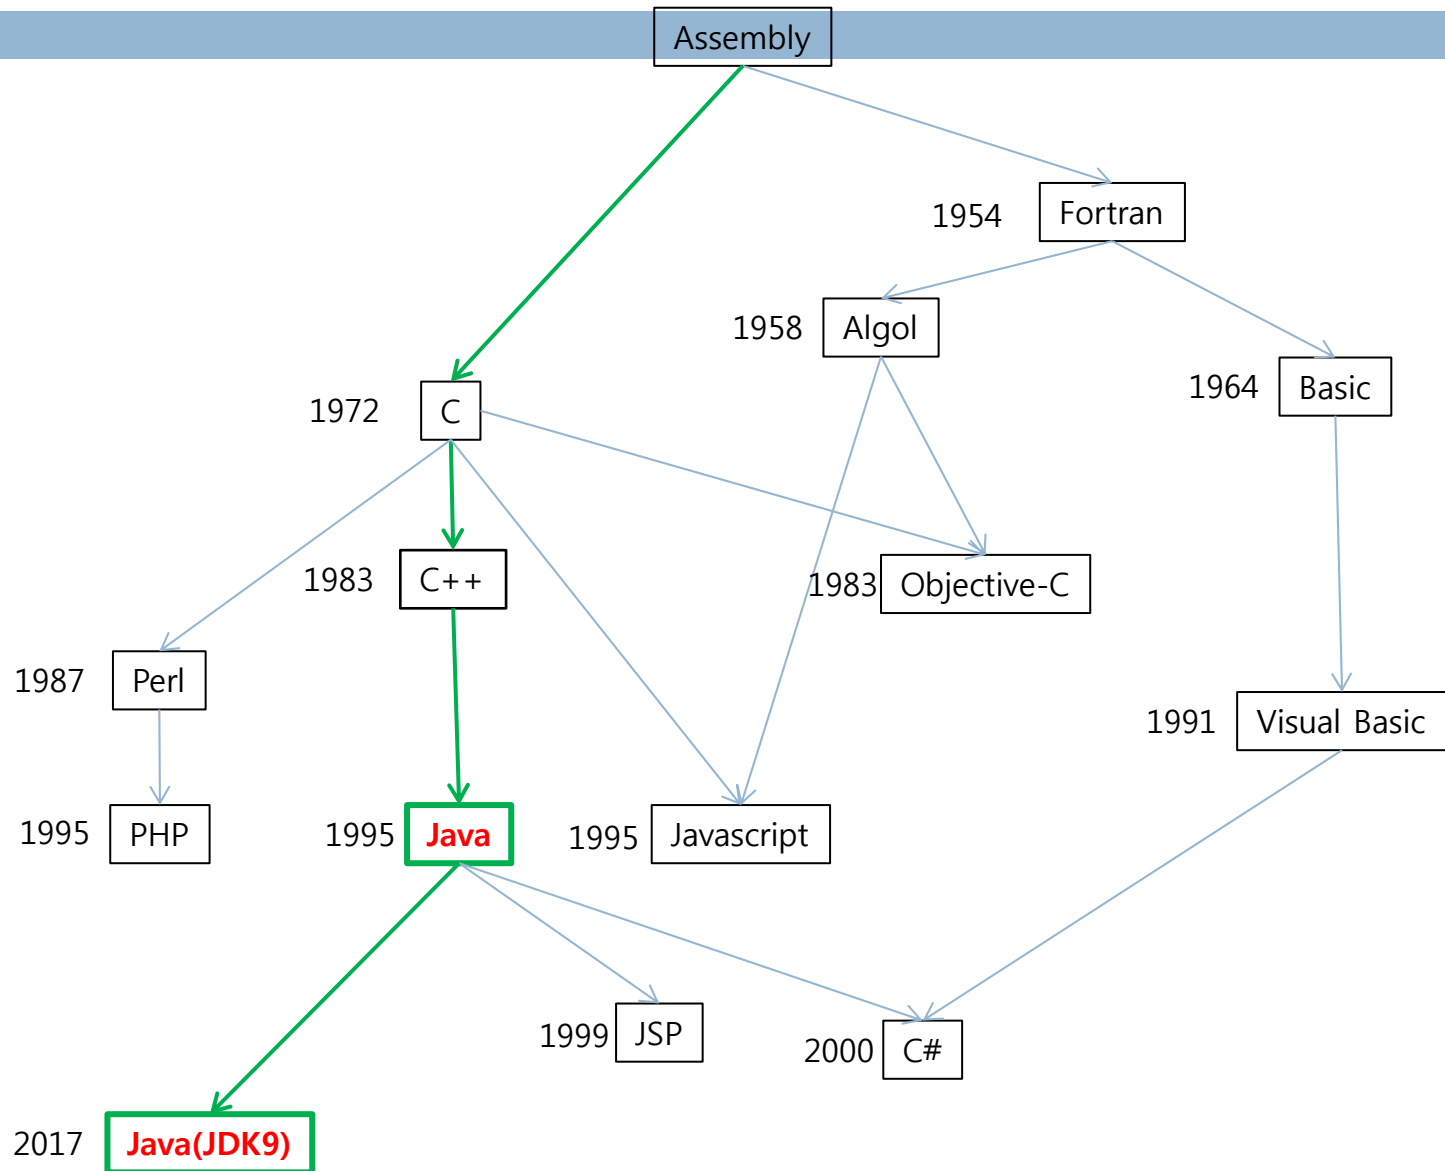 Assembly
1954 Fortran
1958 Algol
1964 Basic
1972 C
1983 C++
1983 Objective-C
1987 Perl
1991 Visual Basic
1995 PHP
1995 Java
1995 Javascript
1999 JSP
2000 C#
2017 Java(JDK9)